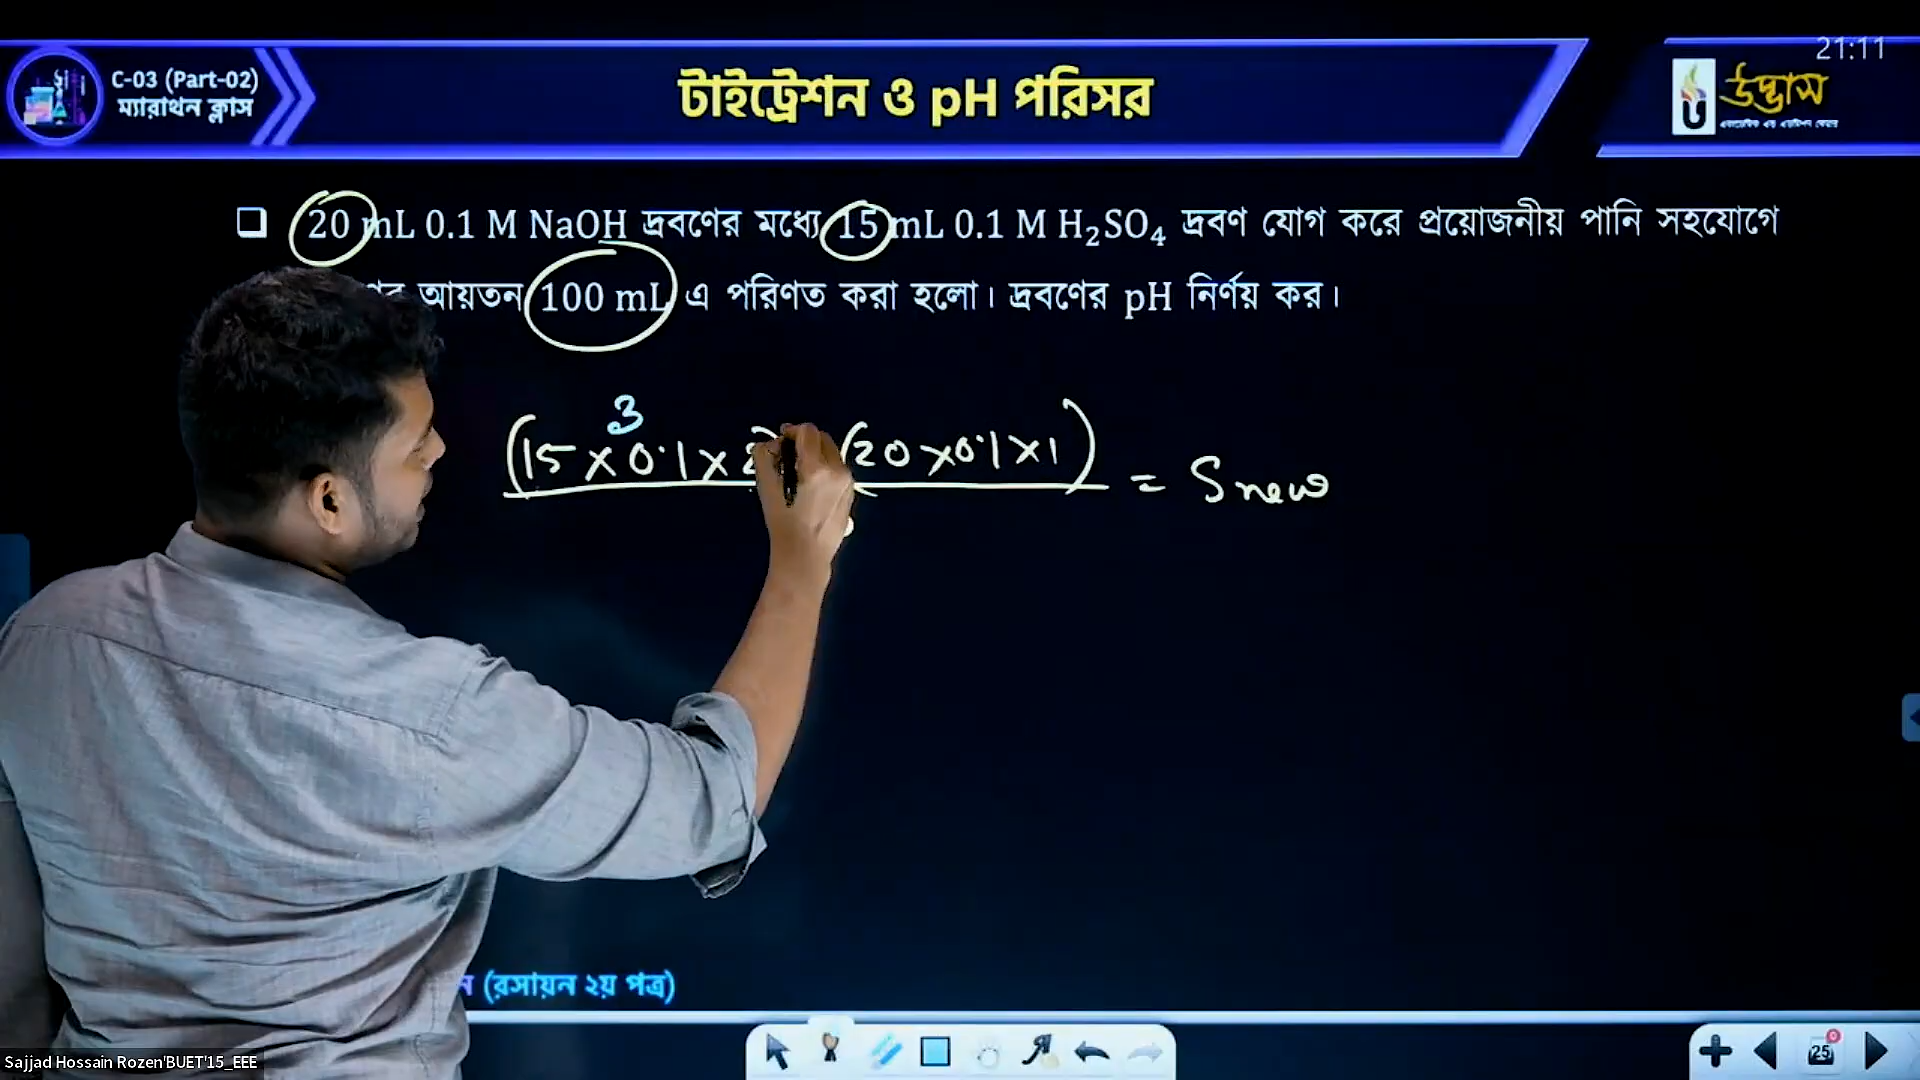 21:11
C-03 (Part-02)
ম্যারাথন ক্লাস
টাইট্রেশন ও pH পরিসর
উদ্ভাস
❑ 20 mL 0.1 M NaOH দ্রবণের মধ্যে 15 mL 0.1 M H₂SO₄ দ্রবণ যোগ করে প্রয়োজনীয় পানি সহযোগে
আয়তন 100 mL এ পরিণত করা হলো। দ্রবণের pH নির্ণয় কর।
3
(15 × 0.1 × 2) (20 × 0.1 × 1) = S new
(রসায়ন ২য় পত্র)
Sajjad Hossain Rozen'BUET'15_EEE
25
0